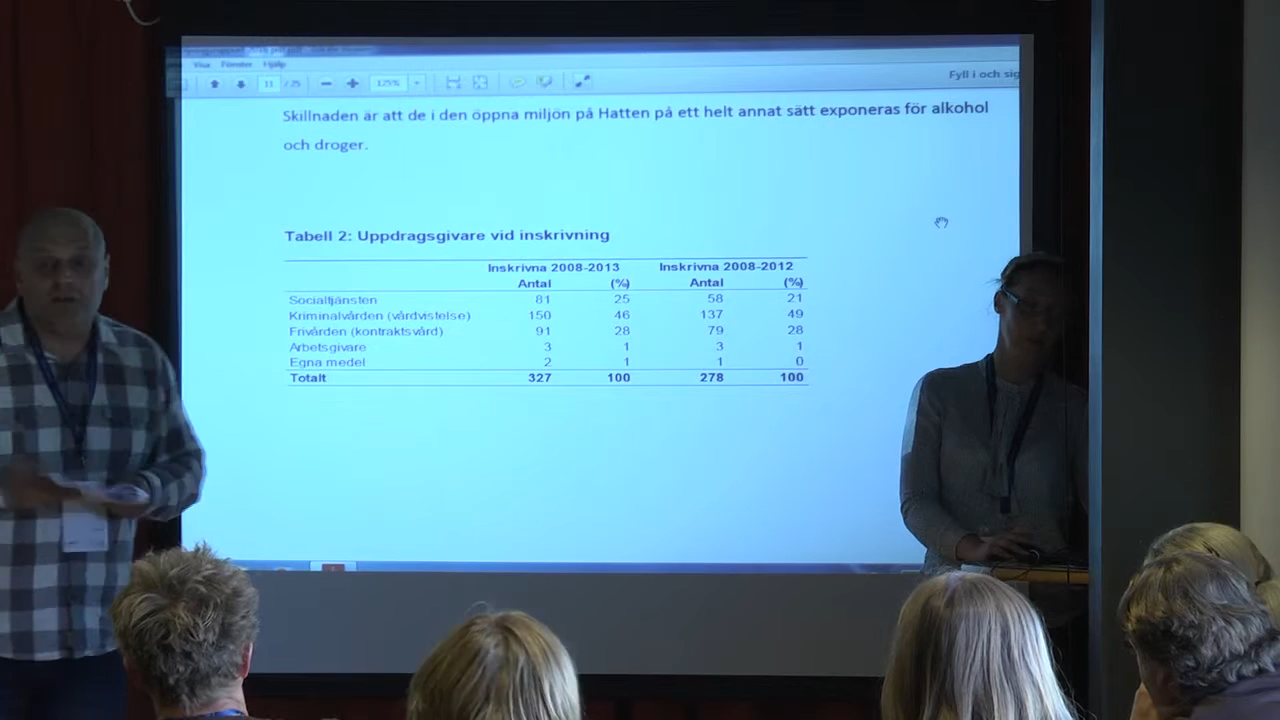 Visa Fönster Hjälp
11 / 25 125% Fyll i och sig
Skillnaden är att de i den öppna miljön på Hatten på ett helt annat sätt exponeras för alkohol
och droger.
Tabell 2: Uppdragsgivare vid inskrivning
Inskrivna 2008-2013 Inskrivna 2008-2012
Antal (%) Antal (%)
Socialtjänsten 81 25 58 21
Kriminalvården (vårdvistelse) 150 46 137 49
Frivården (kontraktsvård) 91 28 79 28
Arbetsgivare 3 1 3 1
Egna medel 2 1 1 0
Totalt 327 100 278 100